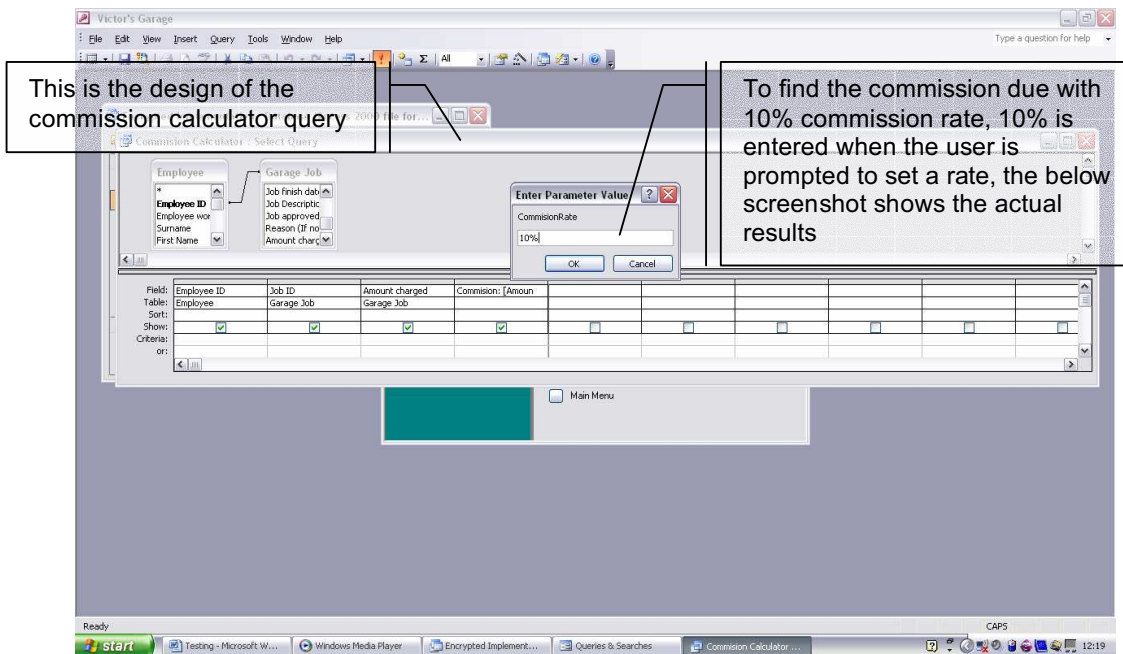 Victor's Garage
File Edit View Insert Query Tools Window Help
Type a question for help
All
This is the design of the
commission calculator query
To find the commission due with
10% commission rate, 10% is
entered when the user is
prompted to set a rate, the below
screenshot shows the actual
results
2000 file for...
Commision Calculator : Select Query
Employee
*
Employee ID
Employee wor
Surname
First Name
Garage Job
Job finish dat
Job Descriptic
Job approved
Reason (If no
Amount charg
Enter Parameter Value
CommisionRate
10%
OK Cancel
Field: Employee ID Job ID Amount charged Commision: [Amoun
Table: Employee Garage Job Garage Job
Sort:
Show:
Criteria:
or:
Main Menu
Ready
CAPS
start Testing - Microsoft W... Windows Media Player Encrypted Implement... Queries & Searches Commision Calculator ... 12:19